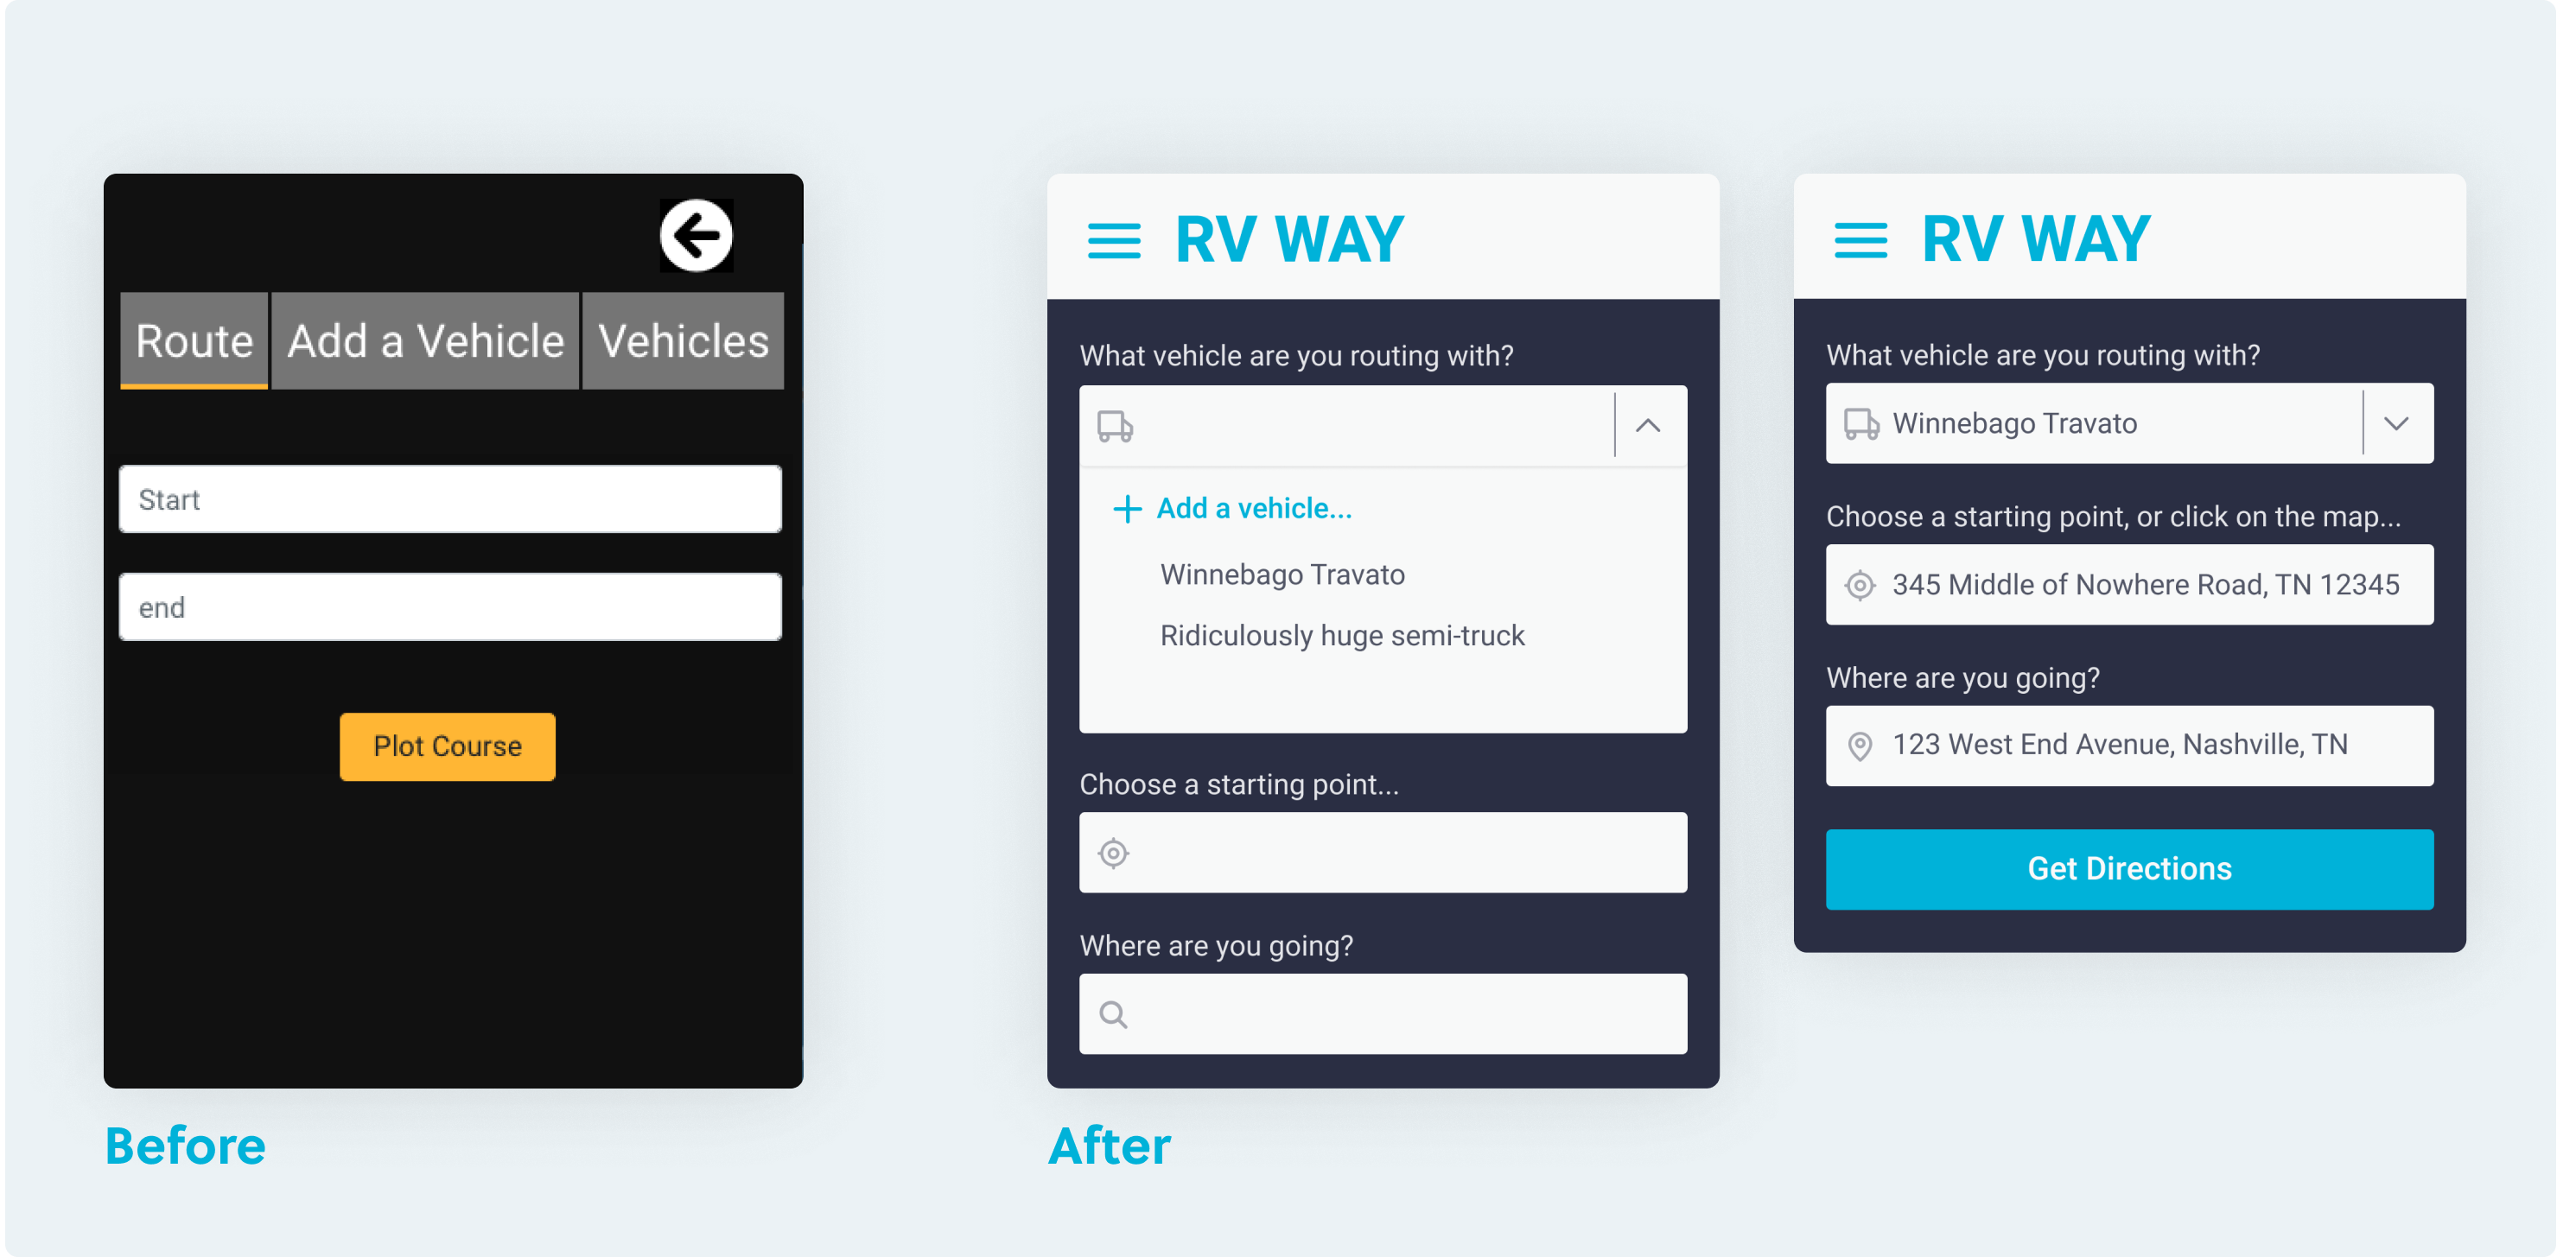 Route Add a Vehicle Vehicles
Start
end
Plot Course
Before
RV WAY
What vehicle are you routing with?
Add a vehicle...
Winnebago Travato
Ridiculously huge semi-truck
Choose a starting point...
Where are you going?
After
RV WAY
What vehicle are you routing with?
Winnebago Travato
Choose a starting point, or click on the map...
345 Middle of Nowhere Road, TN 12345
Where are you going?
123 West End Avenue, Nashville, TN
Get Directions